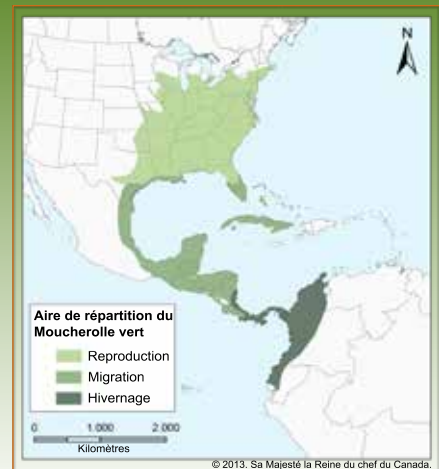 N
Aire de répartition du
Moucherolle vert
Reproduction
Migration
Hivernage
0 1 000 2 000
Kilomètres
© 2013. Sa Majesté la Reine du chef du Canada.